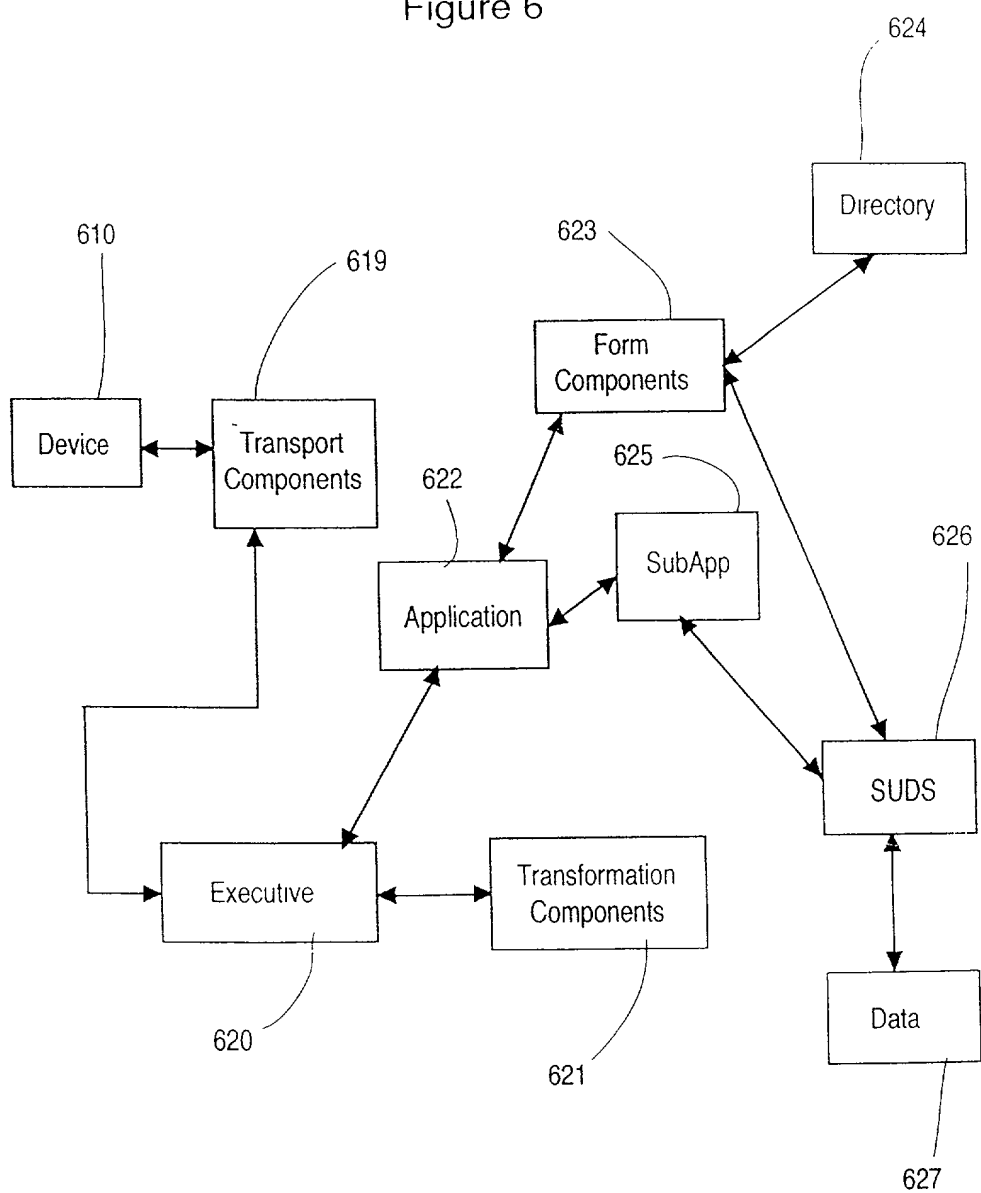 Figure 6
624
Directory
610
619
623
Form
Components
Device
Transport
Components
622
625
SubApp
626
Application
SUDS
Executive
Transformation
Components
Data
620
621
627